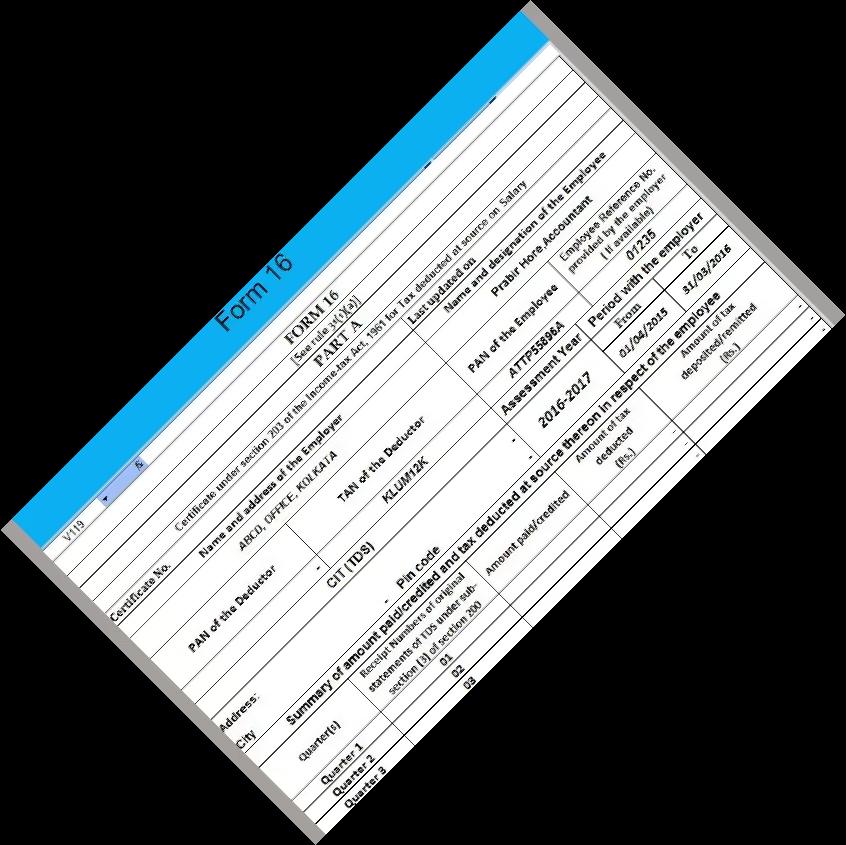 Form 16
V119
fx
FORM 16
[See rule 31(1)(a)]
PART A
Certificate under section 203 of the Income-tax Act, 1961 for Tax deducted at source on Salary
Certificate No. Last updated on
Name and address of the Employer Name and designation of the Employee
ABCD, OFFICE, KOLKATA Prabir Hore,Accountant
PAN of the Deductor TAN of the Deductor PAN of the Employee Employee Reference No. provided by the employer ( If available)
- KLUM12K ATTP55896A 01235
CIT (TDS) Assessment Year Period with the employer
Address: - 2016-2017 From To
City - Pin code - 01/04/2015 31/03/2016
Summary of amount paid/credited and tax deducted at source thereon in respect of the employee
Quarter(s) Receipt Numbers of original statements of TDS under sub-section (3) of section 200 Amount paid/credited Amount of tax deducted (Rs.) Amount of tax deposited/remitted (Rs.)
Quarter 1 01 - -
Quarter 2 02 - -
Quarter 3 03 - -